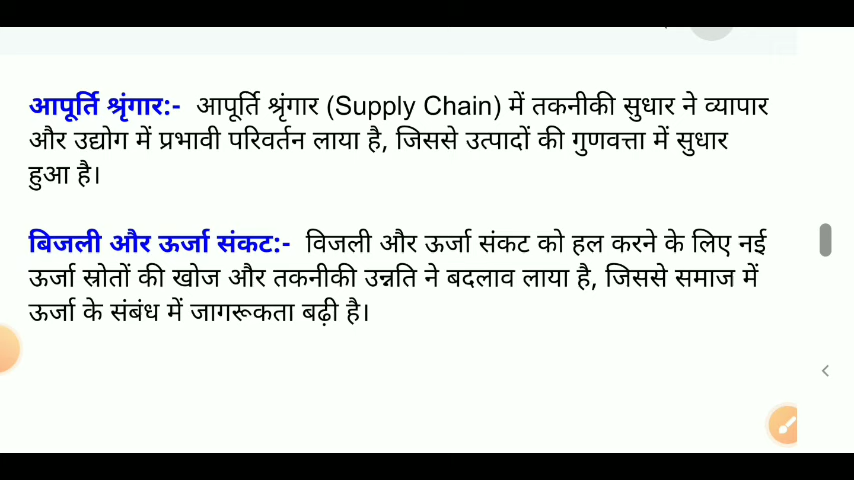 आपूर्ति श्रृंगार:- आपूर्ति श्रृंगार (Supply Chain) में तकनीकी सुधार ने व्यापार
और उद्योग में प्रभावी परिवर्तन लाया है, जिससे उत्पादों की गुणवत्ता में सुधार
हुआ है।
बिजली और ऊर्जा संकट:- विजली और ऊर्जा संकट को हल करने के लिए नई
ऊर्जा स्रोतों की खोज और तकनीकी उन्नति ने बदलाव लाया है, जिससे समाज में
ऊर्जा के संबंध में जागरूकता बढ़ी है।